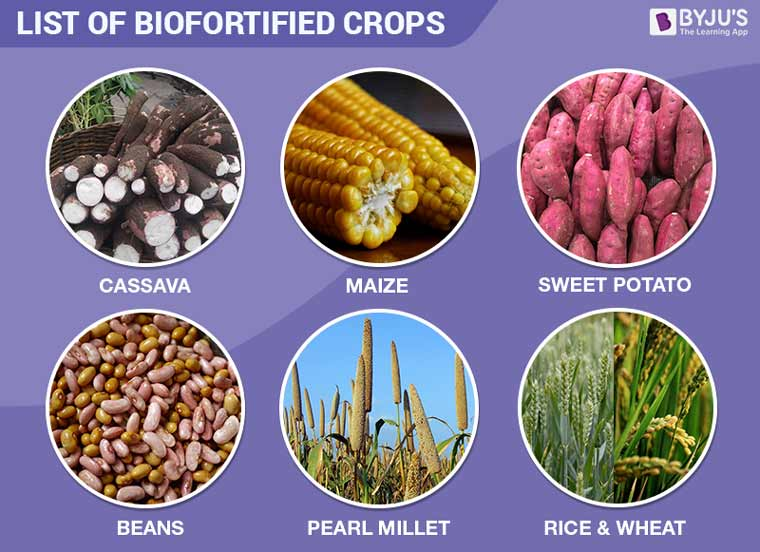 LIST OF BIOFORTIFIED CROPS
BYJU'S
The Learning App
CASSAVA
MAIZE
SWEET POTATO
BEANS
PEARL MILLET
RICE & WHEAT